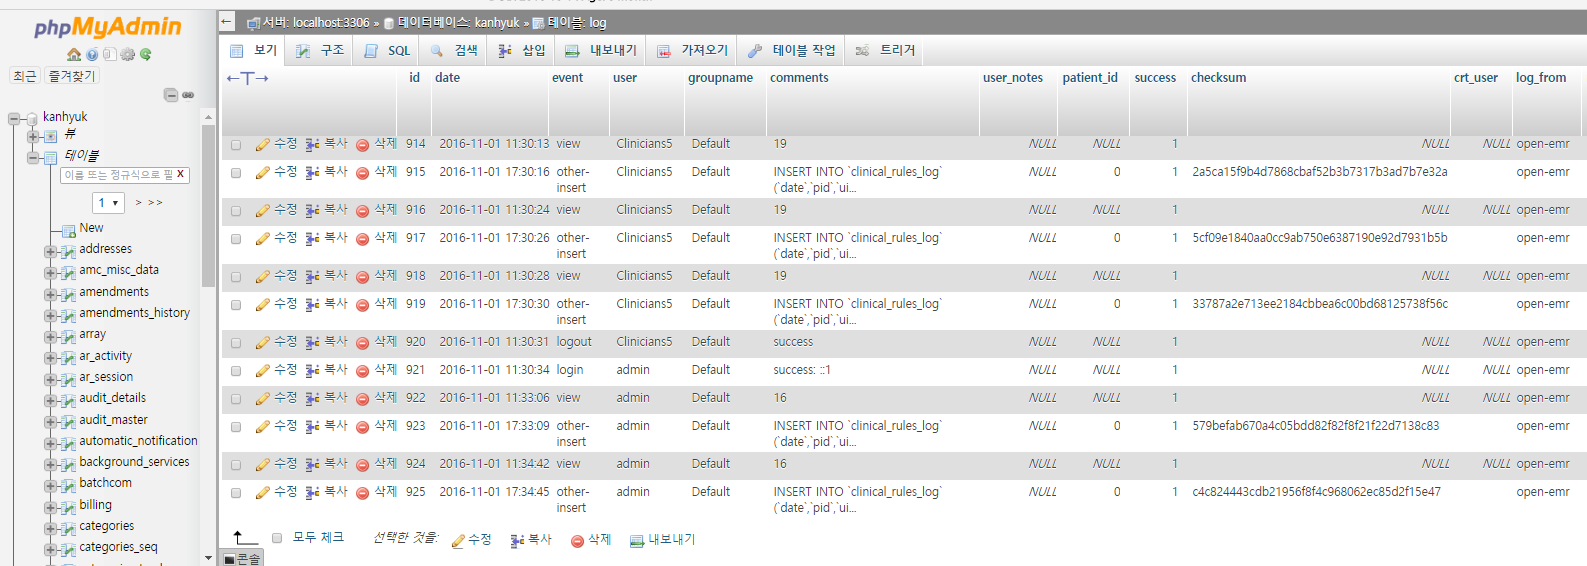 phpMyAdmin
최근 즐겨찾기
kanhyuk
뷰
테이블
이름 또는 정규식으로 필 X
1 > >>
New
addresses
amc_misc_data
amendments
amendments_history
array
ar_activity
ar_session
audit_details
audit_master
automatic_notification
background_services
batchcom
billing
categories
categories_seq
서버: localhost:3306 » 데이터베이스: kanhyuk » 테이블: log
보기 구조 SQL 검색 삽입 내보내기 가져오기 테이블 작업 트리거
←T→ id date event user groupname comments user_notes patient_id success checksum crt_user log_from
수정 복사 삭제 914 2016-11-01 11:30:13 view Clinicians5 Default 19 NULL NULL 1 NULL NULL open-emr
수정 복사 삭제 915 2016-11-01 17:30:16 other- Clinicians5 Default INSERT INTO `clinical_rules_log` NULL 0 1 2a5ca15f9b4d7868cbaf52b3b7317b3ad7b7e32a open-emr
insert (`date`,`pid`,`ui...
수정 복사 삭제 916 2016-11-01 11:30:24 view Clinicians5 Default 19 NULL NULL 1 NULL NULL open-emr
수정 복사 삭제 917 2016-11-01 17:30:26 other- Clinicians5 Default INSERT INTO `clinical_rules_log` NULL 0 1 5cf09e1840aa0cc9ab750e6387190e92d7931b5b open-emr
insert (`date`,`pid`,`ui...
수정 복사 삭제 918 2016-11-01 11:30:28 view Clinicians5 Default 19 NULL NULL 1 NULL NULL open-emr
수정 복사 삭제 919 2016-11-01 17:30:30 other- Clinicians5 Default INSERT INTO `clinical_rules_log` NULL 0 1 33787a2e713ee2184cbbea6c00bd68125738f56c open-emr
insert (`date`,`pid`,`ui...
수정 복사 삭제 920 2016-11-01 11:30:31 logout Clinicians5 Default success NULL NULL 1 NULL NULL open-emr
수정 복사 삭제 921 2016-11-01 11:30:34 login admin Default success: ::1 NULL NULL 1 NULL NULL open-emr
수정 복사 삭제 922 2016-11-01 11:33:06 view admin Default 16 NULL NULL 1 NULL NULL open-emr
수정 복사 삭제 923 2016-11-01 17:33:09 other- admin Default INSERT INTO `clinical_rules_log` NULL 0 1 579befab670a4c05bdd82f82f8f21f22d7138c83 open-emr
insert (`date`,`pid`,`ui...
수정 복사 삭제 924 2016-11-01 11:34:42 view admin Default 16 NULL NULL 1 NULL NULL open-emr
수정 복사 삭제 925 2016-11-01 17:34:45 other- admin Default INSERT INTO `clinical_rules_log` NULL 0 1 c4c824443cdb21956f8f4c968062ec85d2f15e47 open-emr
insert (`date`,`pid`,`ui...
모두 체크 선택한 것을: 수정 복사 삭제 내보내기
콘솔